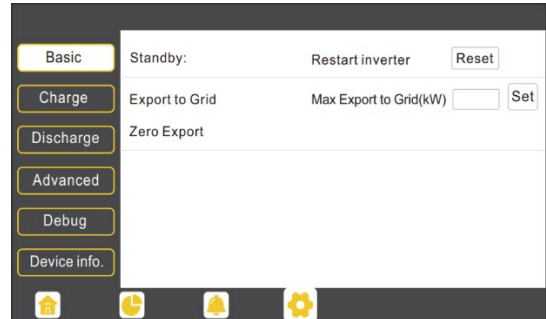 Basic
Charge
Discharge
Advanced
Debug
Device info.
Standby: Restart inverter Reset
Export to Grid Max Export to Grid(kW) Set
Zero Export